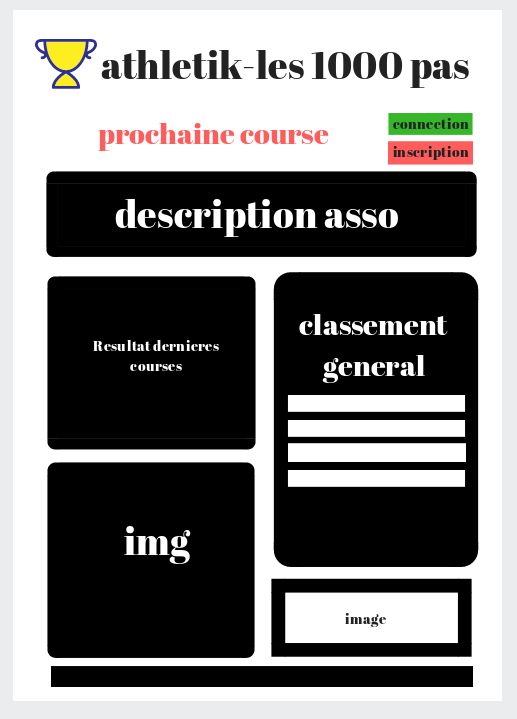 athletik-les 1000 pas
prochaine course
connection
inscription
description asso
Resultat dernieres
courses
classement
general
img
image